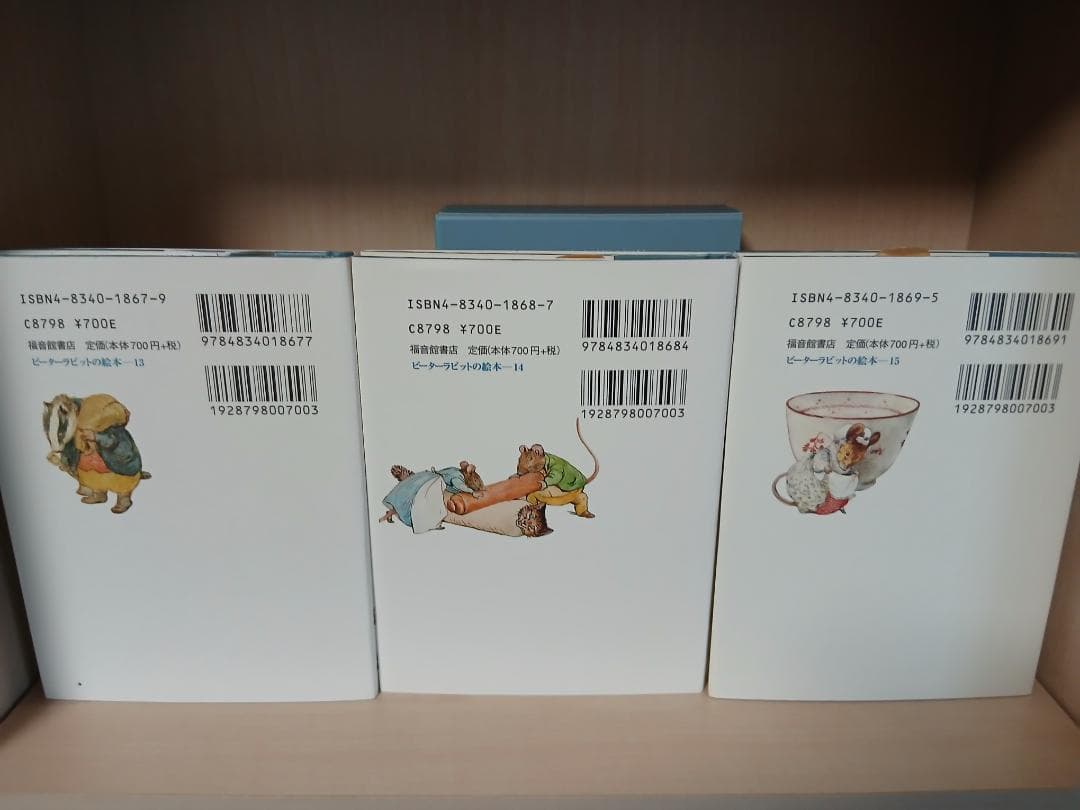 ISBN4-8340-1867-9
C8798 ¥700E
福音館書店 定価(本体700円+税)
ピーターラビットの絵本—13
9784834018677
1928798007003
ISBN4-8340-1868-7
C8798 ¥700E
福音館書店 定価(本体700円+税)
ピーターラビットの絵本—14
9784834018684
1928798007003
ISBN4-8340-1869-5
C8798 ¥700E
福音館書店 定価(本体700円+税)
ピーターラビットの絵本—15
9784834018691
1928798007003